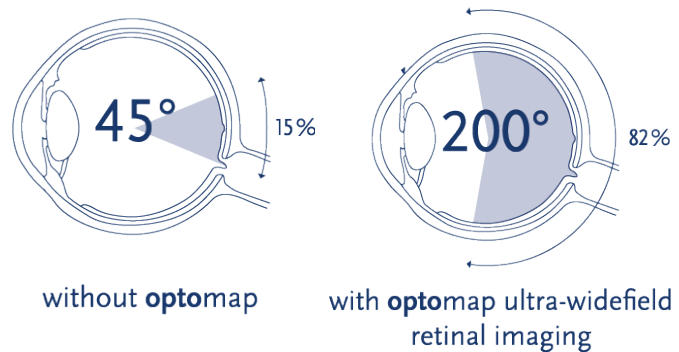 45°
15%
without optomap
200°
82%
with optomap ultra-widefield
retinal imaging